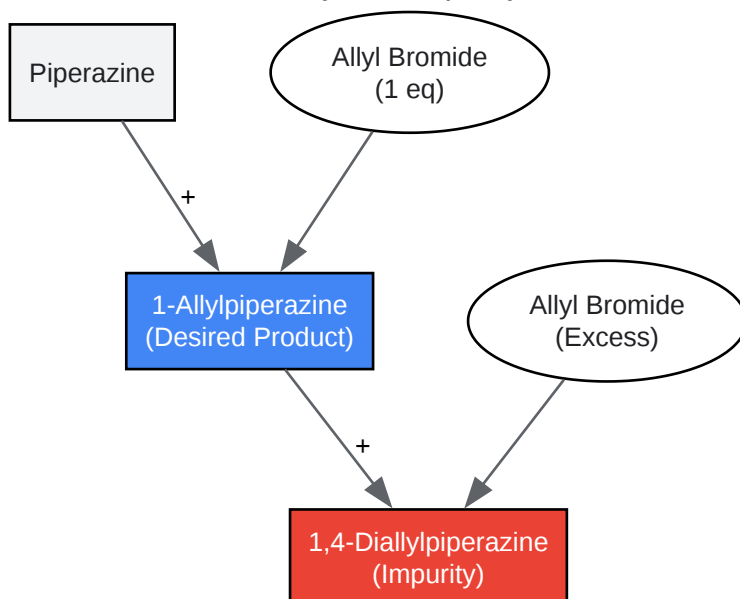 Piperazine
Allyl Bromide
(1 eq)
+
1-Allylpiperazine
(Desired Product)
Allyl Bromide
(Excess)
+
1,4-Diallylpiperazine
(Impurity)